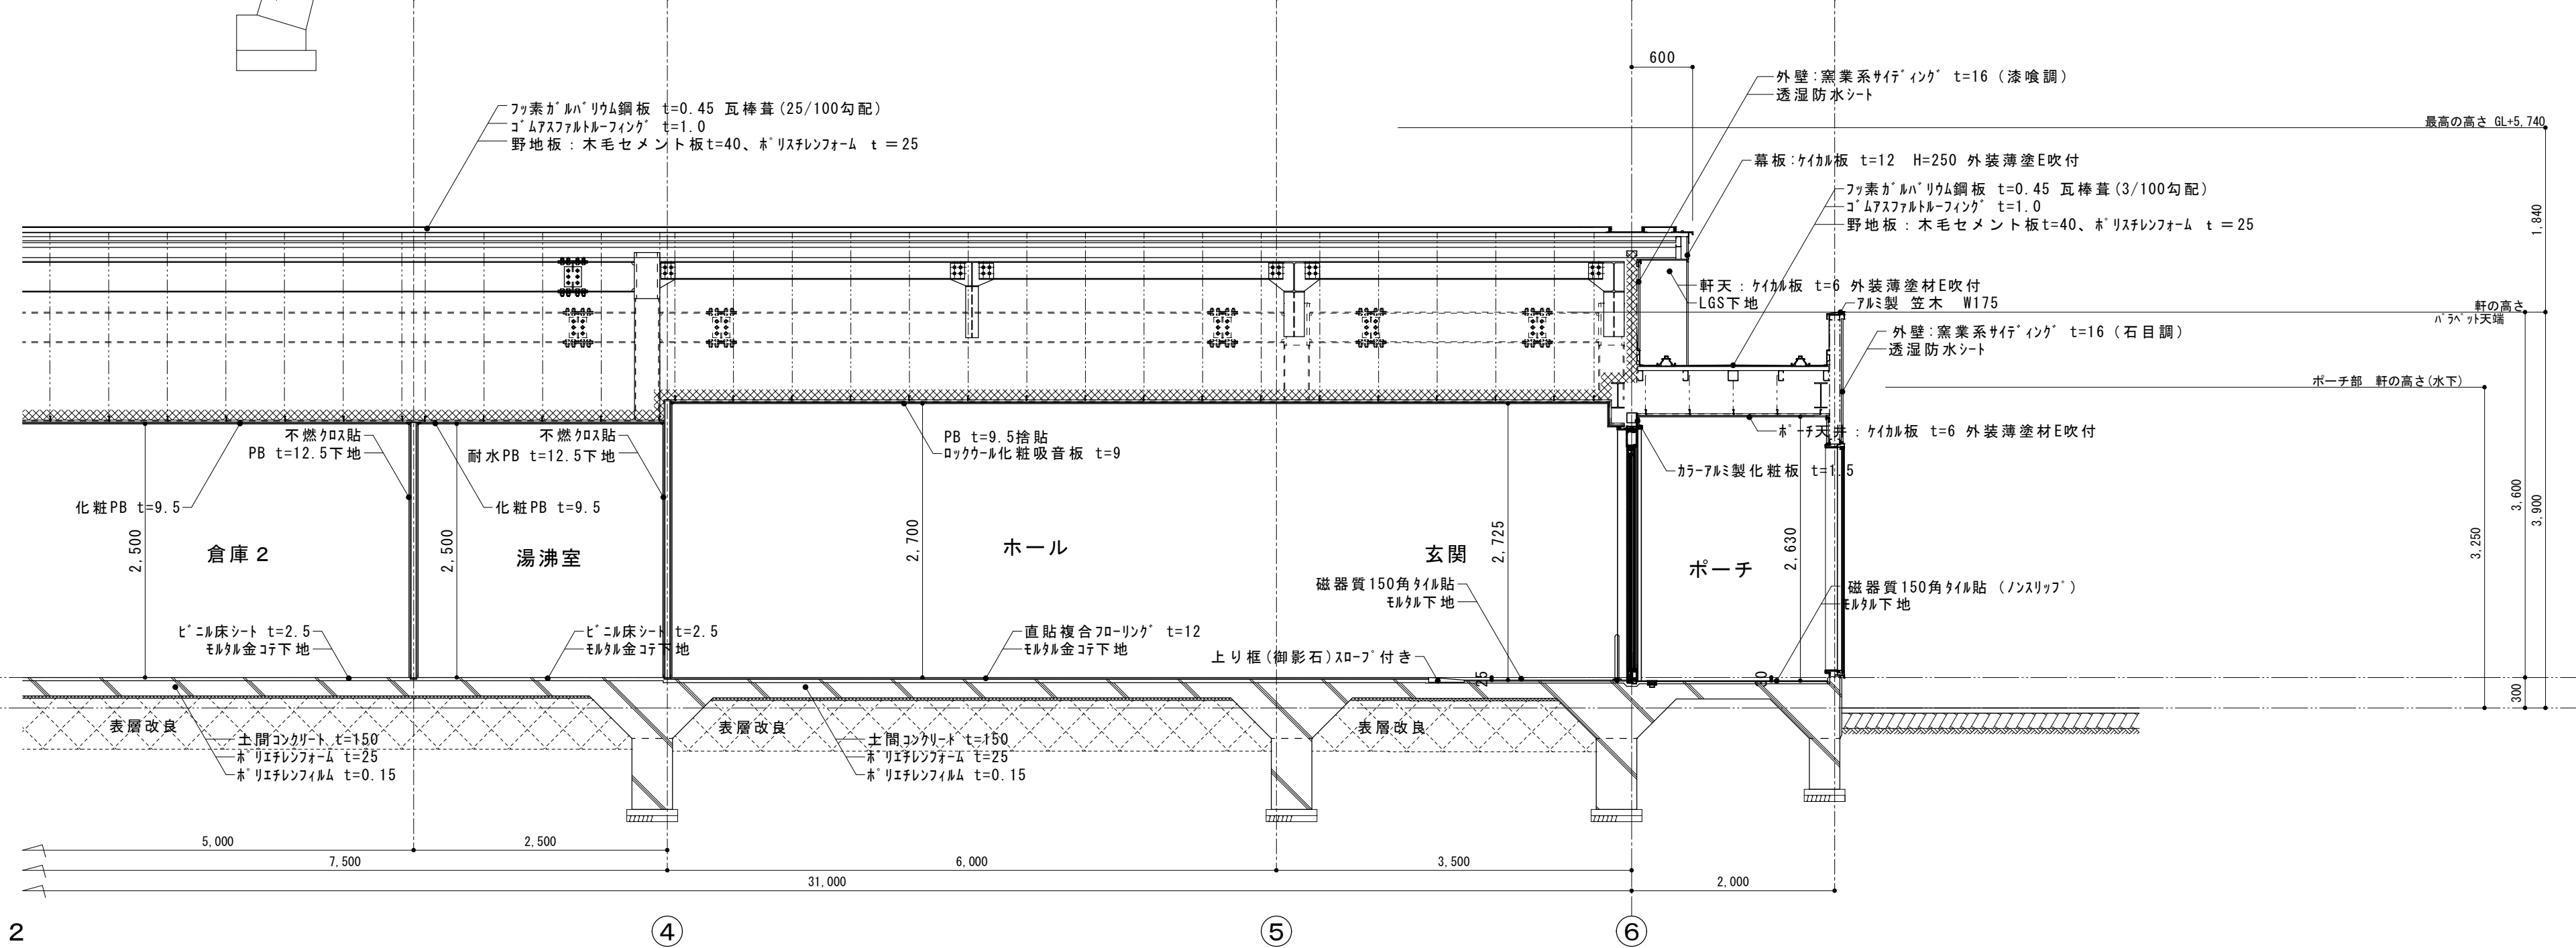 600
外壁:窯業系ｻｲﾃﾞｨﾝｸﾞ t=16 (漆喰調)
透湿防水ｼｰﾄ
ﾌｯ素ｶﾞﾙﾊﾞﾘｳﾑ鋼板 t=0.45 瓦棒葺(25/100勾配)
ｺﾞﾑｱｽﾌｧﾙﾄﾙｰﾌｨﾝｸﾞ t=1.0
野地板：木毛セメント板t=40、ﾎﾟﾘｽﾁﾚﾝﾌｫｰﾑ ｔ＝25
最高の高さ GL+5,740
幕板:ｹｲｶﾙ板 t=12 H=250 外装薄塗E吹付
ﾌｯ素ｶﾞﾙﾊﾞﾘｳﾑ鋼板 t=0.45 瓦棒葺(3/100勾配)
ｺﾞﾑｱｽﾌｧﾙﾄﾙｰﾌｨﾝｸﾞ t=1.0
野地板：木毛セメント板t=40、ﾎﾟﾘｽﾁﾚﾝﾌｫｰﾑ ｔ＝25
1,840
軒天：ｹｲｶﾙ板 t=6 外装薄塗材E吹付
LGS下地
ｱﾙﾐ製 笠木 W175
軒の高さ
ﾊﾟﾗﾍﾟｯﾄ天端
外壁:窯業系ｻｲﾃﾞｨﾝｸﾞ t=16 (石目調)
透湿防水ｼｰﾄ
ポーチ部 軒の高さ(水下)
不燃ｸﾛｽ貼
PB t=12.5下地
不燃ｸﾛｽ貼
耐水PB t=12.5下地
PB t=9.5捨貼
ﾛｯｸｳｰﾙ化粧吸音板 t=9
ﾎﾟｰﾁ天井：ｹｲｶﾙ板 t=6 外装薄塗材E吹付
ｶﾗｰｱﾙﾐ製化粧板 t=1.5
化粧PB t=9.5
化粧PB t=9.5
2,500
倉庫２
2,500
湯沸室
2,700
ホール
玄関
2,725
ポーチ
2,630
3,250
3,600
3,900
磁器質150角ﾀｲﾙ貼
ﾓﾙﾀﾙ下地
磁器質150角ﾀｲﾙ貼 (ﾉﾝｽﾘｯﾌﾟ)
ﾓﾙﾀﾙ下地
ﾋﾞﾆﾙ床ｼｰﾄ t=2.5
ﾓﾙﾀﾙ金ｺﾃ下地
ﾋﾞﾆﾙ床ｼｰﾄ t=2.5
ﾓﾙﾀﾙ金ｺﾃ下地
直貼複合ﾌﾛｰﾘﾝｸﾞ t=12
ﾓﾙﾀﾙ金ｺﾃ下地
上り框(御影石)ｽﾛｰﾌﾟ付き
25
30
300
表層改良
表層改良
表層改良
土間ｺﾝｸﾘｰﾄ t=150
ﾎﾟﾘｴﾁﾚﾝﾌｫｰﾑ t=25
ﾎﾟﾘｴﾁﾚﾝﾌｨﾙﾑ t=0.15
土間ｺﾝｸﾘｰﾄ t=150
ﾎﾟﾘｴﾁﾚﾝﾌｫｰﾑ t=25
ﾎﾟﾘｴﾁﾚﾝﾌｨﾙﾑ t=0.15
5,000
2,500
7,500
6,000
3,500
31,000
2,000
2
④
⑤
⑥